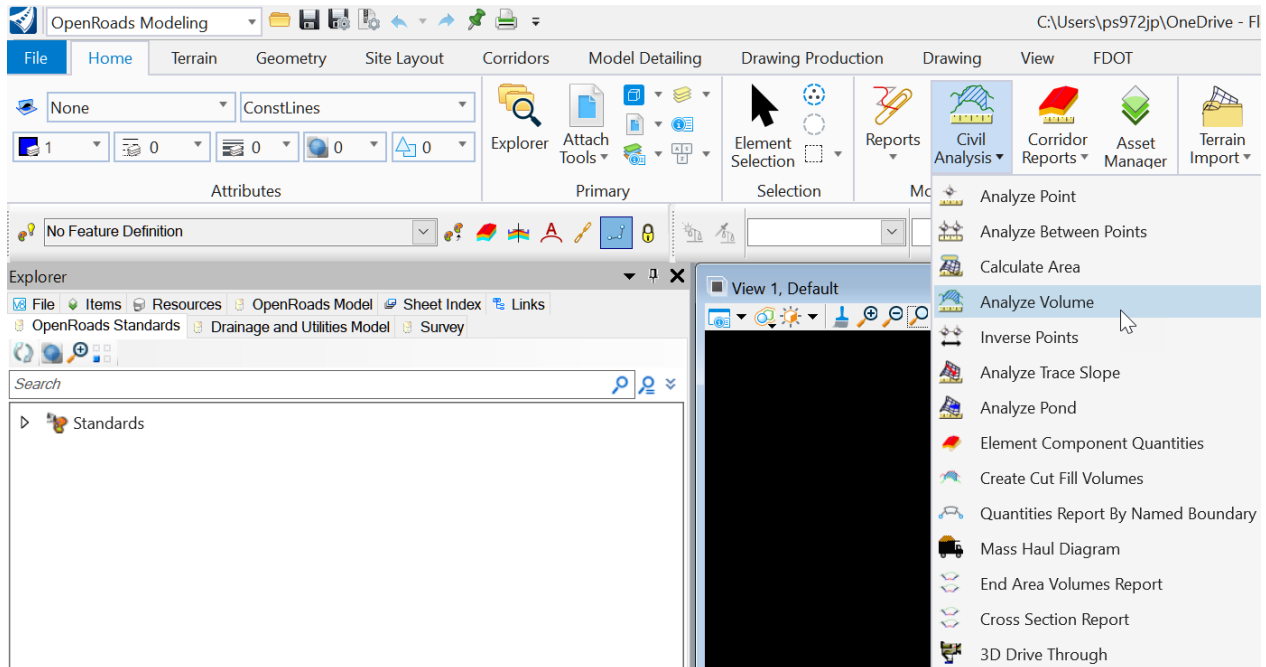 OpenRoads Modeling
C:\Users\ps972jp\OneDrive - Fl
File Home Terrain Geometry Site Layout Corridors Model Detailing Drawing Production Drawing View FDOT
None
ConstLines
1 0 0 0 0
Attributes
Explorer
Attach
Tools
Primary
Element
Selection
Selection
Reports
Mo
Civil
Analysis
Corridor
Reports
Asset
Manager
Terrain
Import
No Feature Definition
Explorer
File Items Resources OpenRoads Model Sheet Index Links
OpenRoads Standards Drainage and Utilities Model Survey
Search
Standards
View 1, Default
Analyze Point
Analyze Between Points
Calculate Area
Analyze Volume
Inverse Points
Analyze Trace Slope
Analyze Pond
Element Component Quantities
Create Cut Fill Volumes
Quantities Report By Named Boundary
Mass Haul Diagram
End Area Volumes Report
Cross Section Report
3D Drive Through